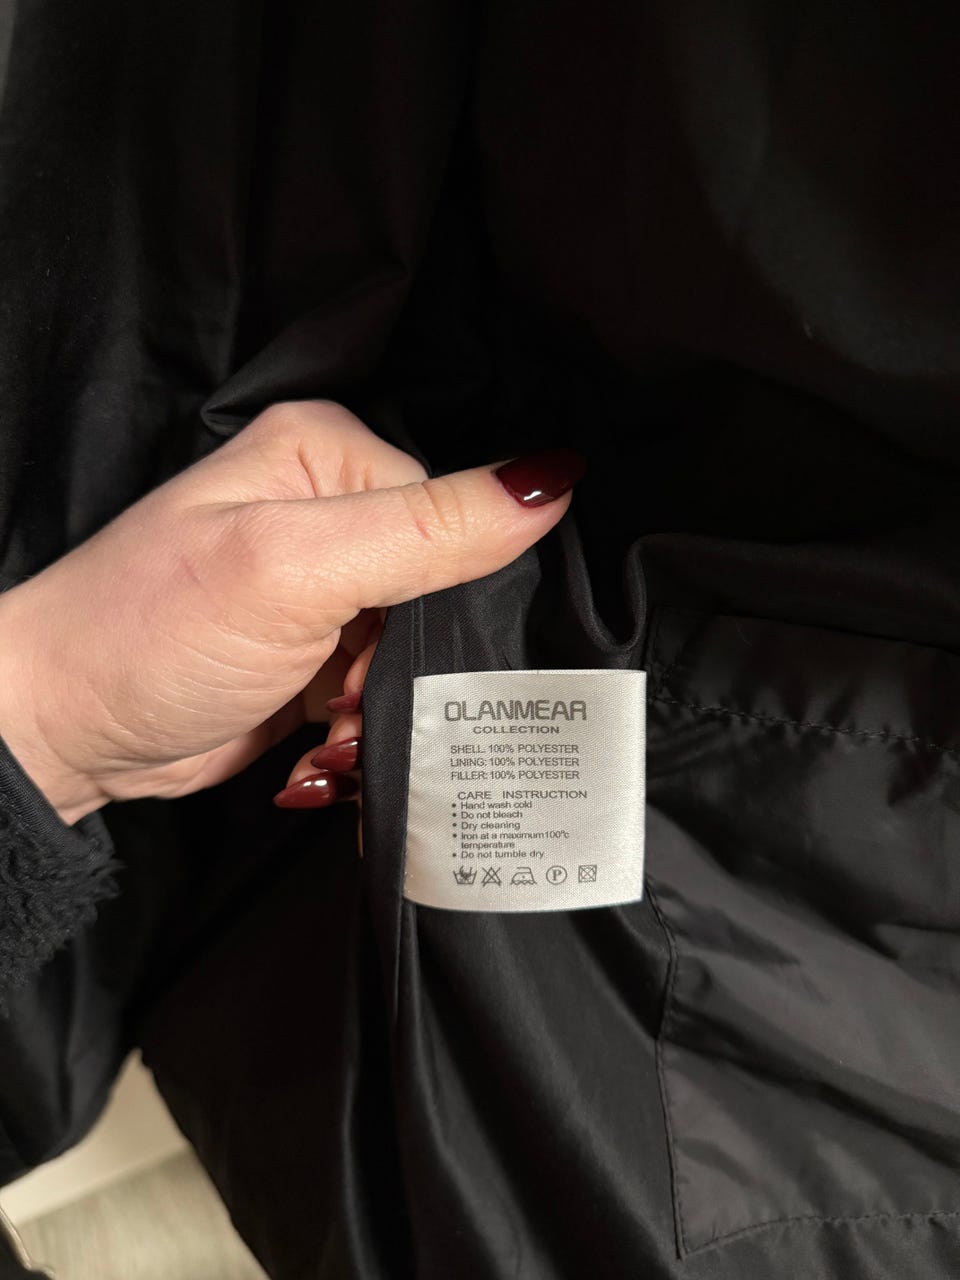 OLANMEAR
COLLECTION
SHELL: 100% POLYESTER
LINING: 100% POLYESTER
FILLER: 100% POLYESTER
CARE INSTRUCTION
• Hand wash cold
• Do not bleach
• Dry cleaning
• Iron at a maximum100°c
temperature
• Do not tumble dry
P